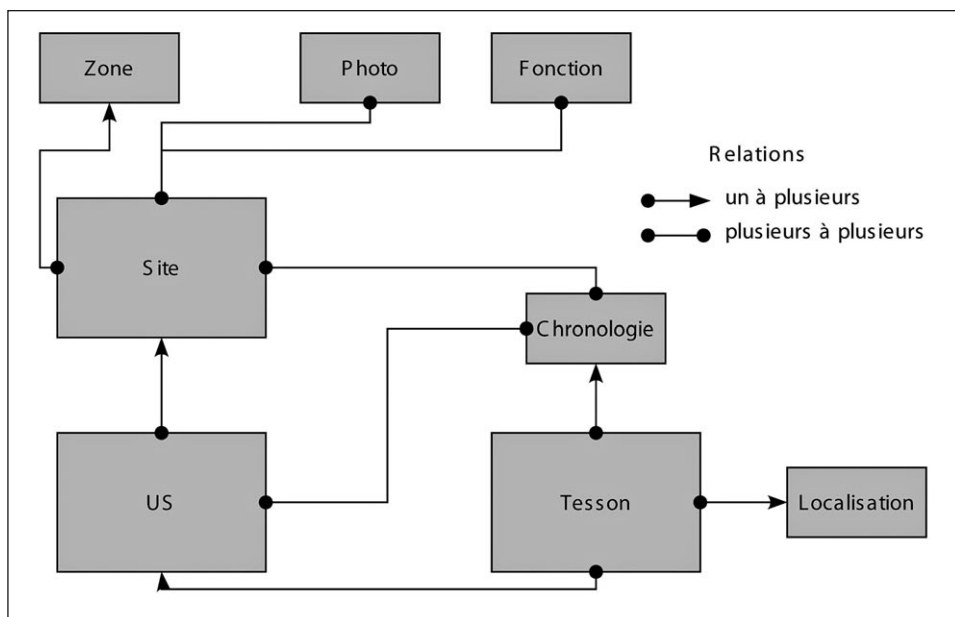 Zone
Photo
Fonction
Relations
un à plusieurs
plusieurs à plusieurs
Site
Chronologie
US
Tesson
Localisation